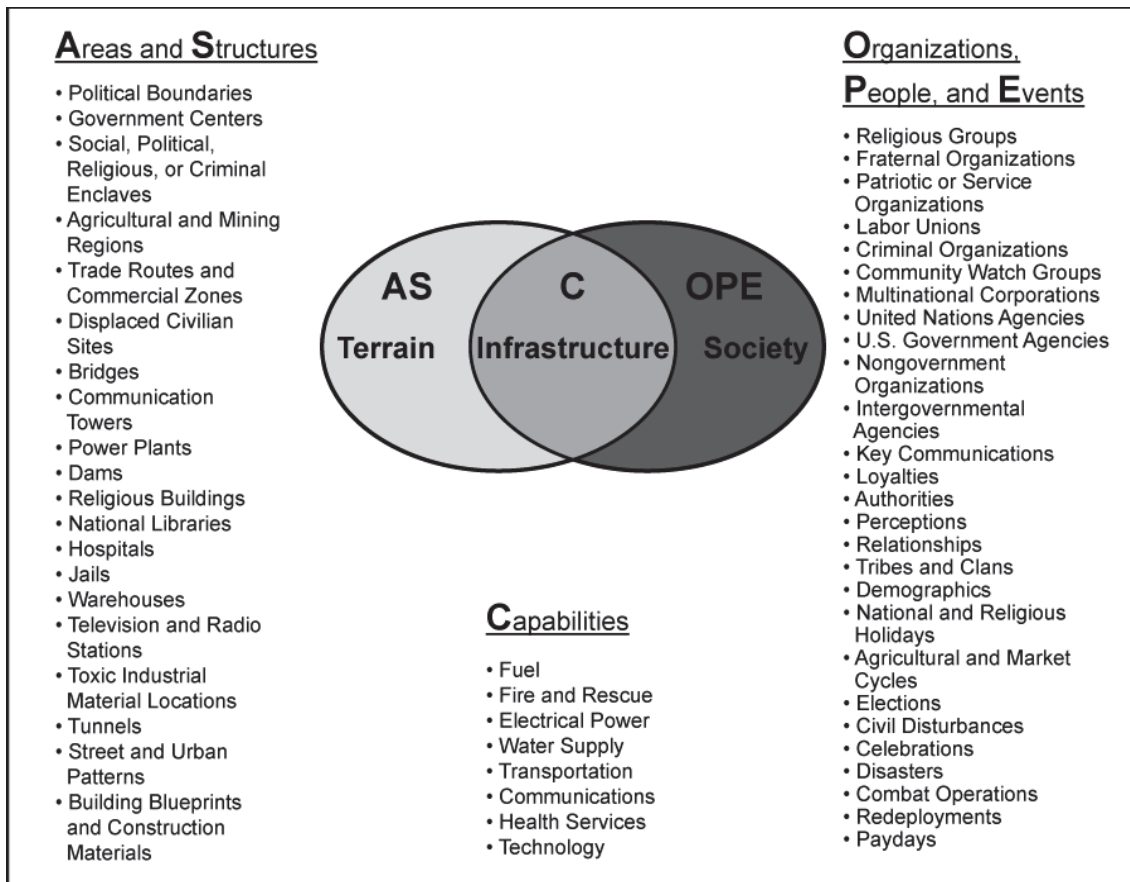 Areas and Structures
• Political Boundaries
• Government Centers
• Social, Political,
Religious, or Criminal
Enclaves
• Agricultural and Mining
Regions
• Trade Routes and
Commercial Zones
• Displaced Civilian
Sites
• Bridges
• Communication
Towers
• Power Plants
• Dams
• Religious Buildings
• National Libraries
• Hospitals
• Jails
• Warehouses
• Television and Radio
Stations
• Toxic Industrial
Material Locations
• Tunnels
• Street and Urban
Patterns
• Building Blueprints
and Construction
Materials
AS
Terrain
C
Infrastructure
OPE
Society
Capabilities
• Fuel
• Fire and Rescue
• Electrical Power
• Water Supply
• Transportation
• Communications
• Health Services
• Technology
Organizations,
People, and Events
• Religious Groups
• Fraternal Organizations
• Patriotic or Service
Organizations
• Labor Unions
• Criminal Organizations
• Community Watch Groups
• Multinational Corporations
• United Nations Agencies
• U.S. Government Agencies
• Nongovernment
Organizations
• Intergovernmental
Agencies
• Key Communications
• Loyalties
• Authorities
• Perceptions
• Relationships
• Tribes and Clans
• Demographics
• National and Religious
Holidays
• Agricultural and Market
Cycles
• Elections
• Civil Disturbances
• Celebrations
• Disasters
• Combat Operations
• Redeployments
• Paydays